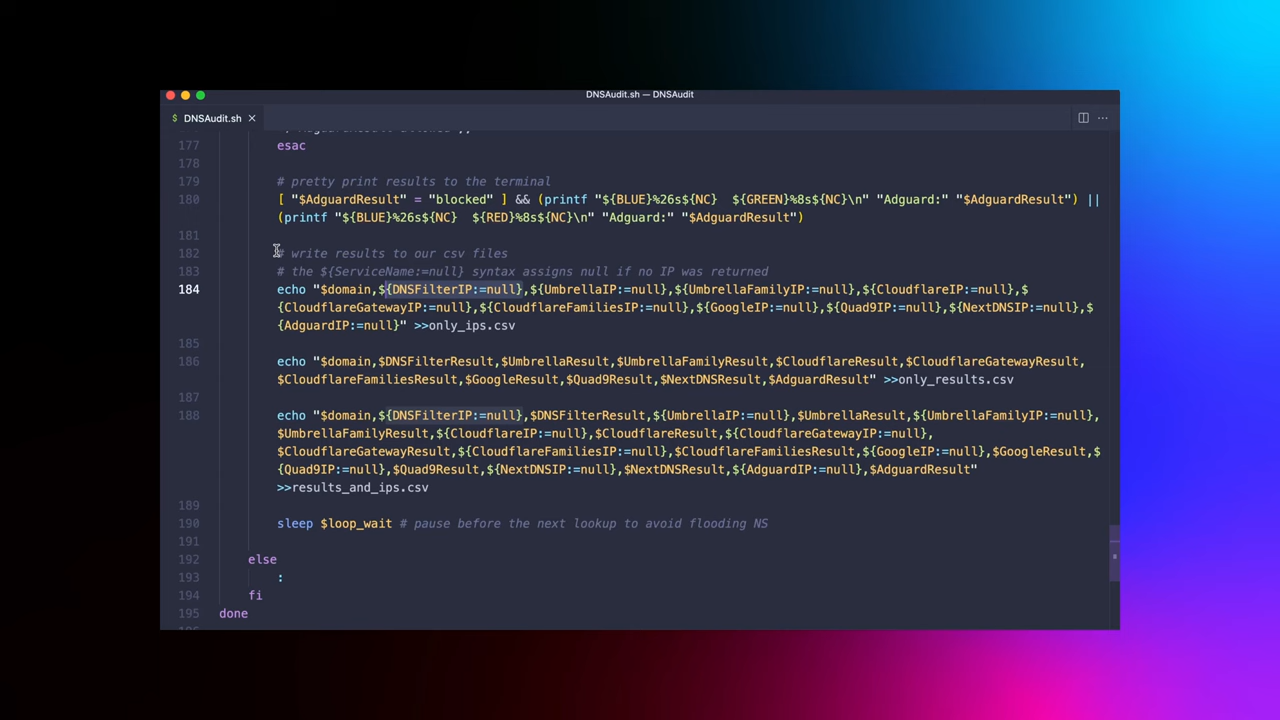 DNSAudit.sh — DNSAudit
$ DNSAudit.sh ×
177 esac
178
179 # pretty print results to the terminal
180 [ "$AdguardResult" = "blocked" ] && (printf "${BLUE}%26s${NC}  ${GREEN}%8s${NC}\n" "Adguard:" "$AdguardResult") ||
(printf "${BLUE}%26s${NC}  ${RED}%8s${NC}\n" "Adguard:" "$AdguardResult")
181
182 # write results to our csv files
183 # the ${ServiceName:=null} syntax assigns null if no IP was returned
184 echo "$domain,${DNSFilterIP:=null},${UmbrellaIP:=null},${UmbrellaFamilyIP:=null},${CloudflareIP:=null},$
{CloudflareGatewayIP:=null},${CloudflareFamiliesIP:=null},${GoogleIP:=null},${Quad9IP:=null},${NextDNSIP:=null},$
{AdguardIP:=null}" >>only_ips.csv
185
186 echo "$domain,$DNSFilterResult,$UmbrellaResult,$UmbrellaFamilyResult,$CloudflareResult,$CloudflareGatewayResult,
$CloudflareFamiliesResult,$GoogleResult,$Quad9Result,$NextDNSResult,$AdguardResult" >>only_results.csv
187
188 echo "$domain,${DNSFilterIP:=null},$DNSFilterResult,${UmbrellaIP:=null},$UmbrellaResult,${UmbrellaFamilyIP:=null},
$UmbrellaFamilyResult,${CloudflareIP:=null},$CloudflareResult,${CloudflareGatewayIP:=null},
$CloudflareGatewayResult,${CloudflareFamiliesIP:=null},$CloudflareFamiliesResult,${GoogleIP:=null},$GoogleResult,$
{Quad9IP:=null},$Quad9Result,${NextDNSIP:=null},$NextDNSResult,${AdguardIP:=null},$AdguardResult"
>>results_and_ips.csv
189
190 sleep $loop_wait # pause before the next lookup to avoid flooding NS
191
192 else
193 :
194 fi
195 done